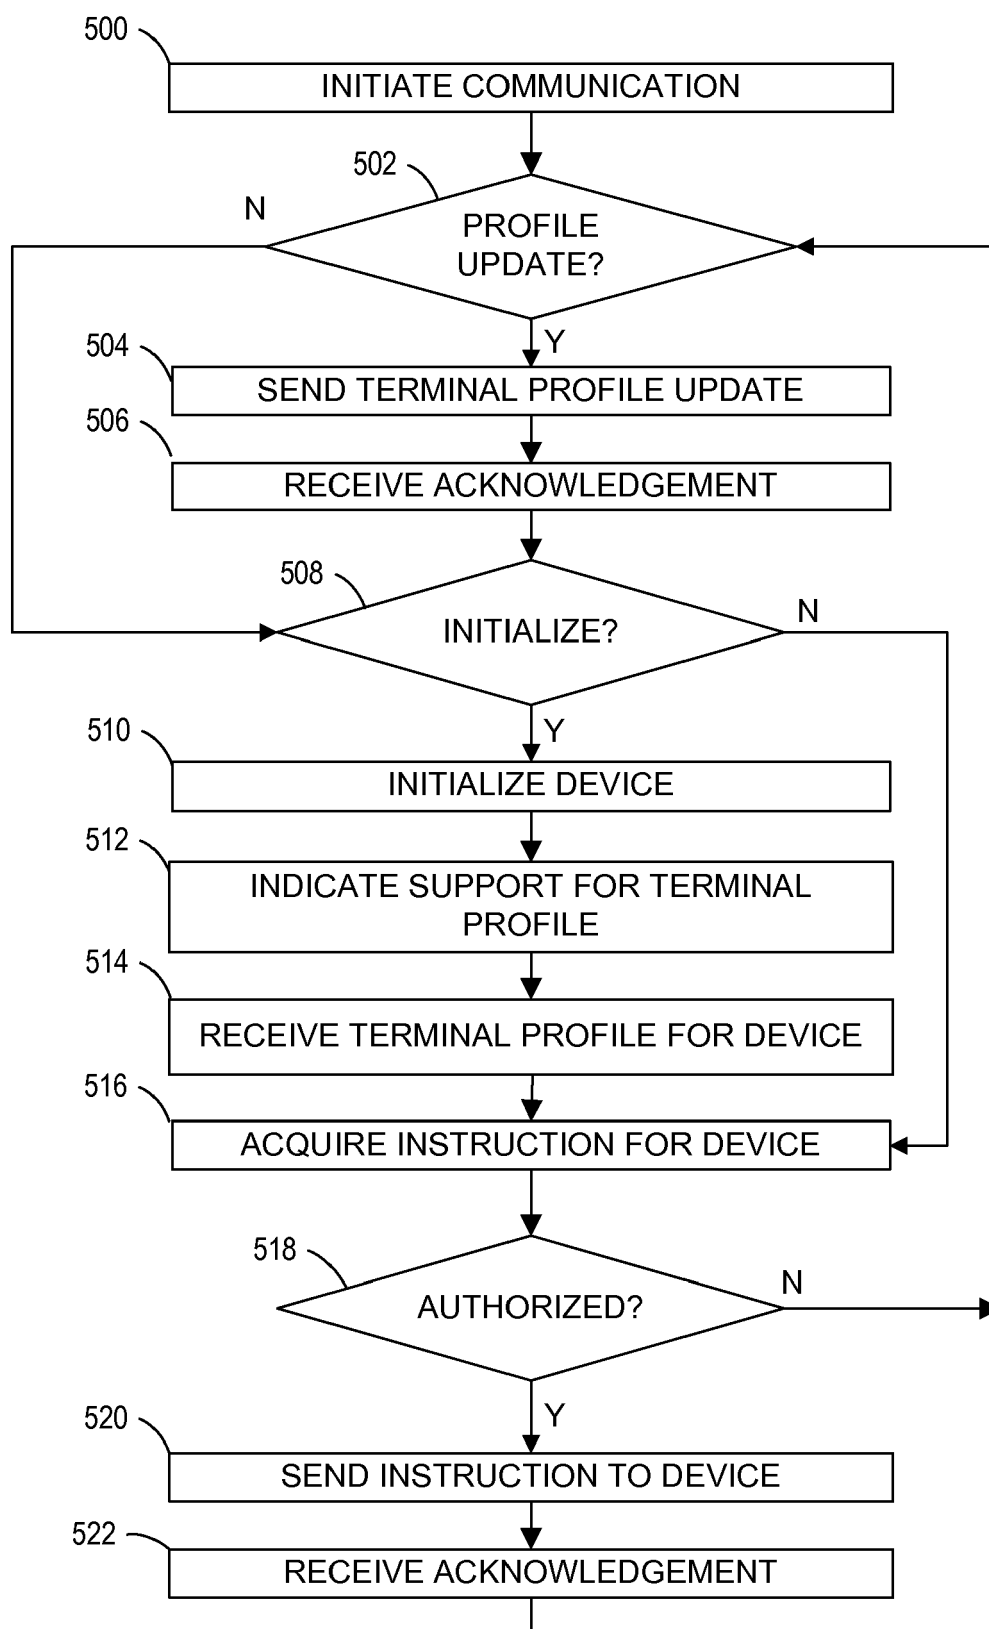 500
INITIATE COMMUNICATION
502
N
PROFILE
UPDATE?
Y
504
SEND TERMINAL PROFILE UPDATE
506
RECEIVE ACKNOWLEDGEMENT
508
N
INITIALIZE?
Y
510
INITIALIZE DEVICE
512
INDICATE SUPPORT FOR TERMINAL
PROFILE
514
RECEIVE TERMINAL PROFILE FOR DEVICE
516
ACQUIRE INSTRUCTION FOR DEVICE
518
N
AUTHORIZED?
Y
520
SEND INSTRUCTION TO DEVICE
522
RECEIVE ACKNOWLEDGEMENT